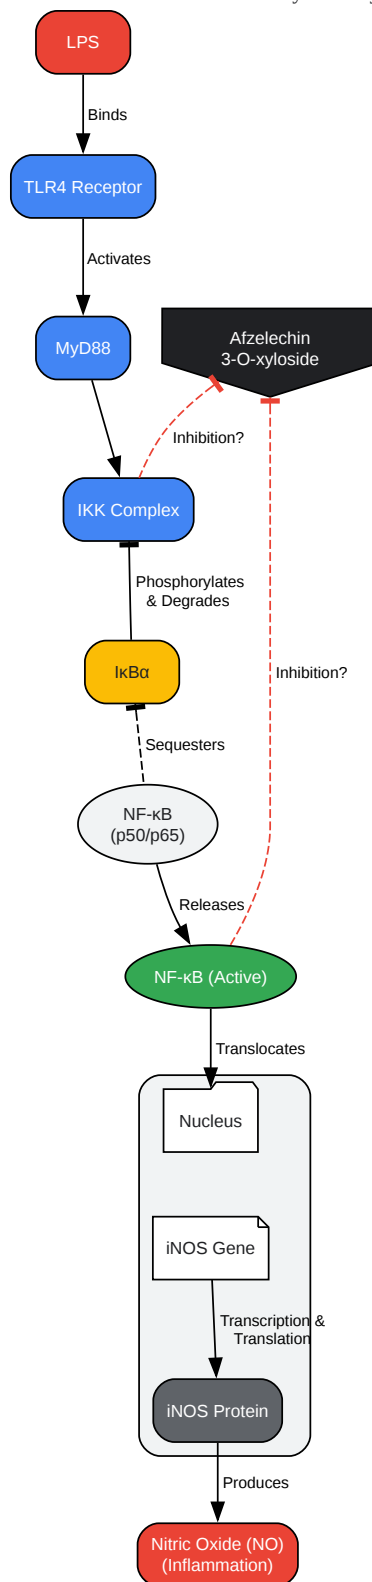 LPS
Binds
TLR4 Receptor
Activates
MyD88
Afzelechin
3-O-xyloside
Inhibition?
IKK Complex
Phosphorylates
& Degrades
IκBα
Inhibition?
Sequesters
NF-κB
(p50/p65)
Releases
NF-κB (Active)
Translocates
Nucleus
iNOS Gene
Transcription &
Translation
iNOS Protein
Produces
Nitric Oxide (NO)
(Inflammation)